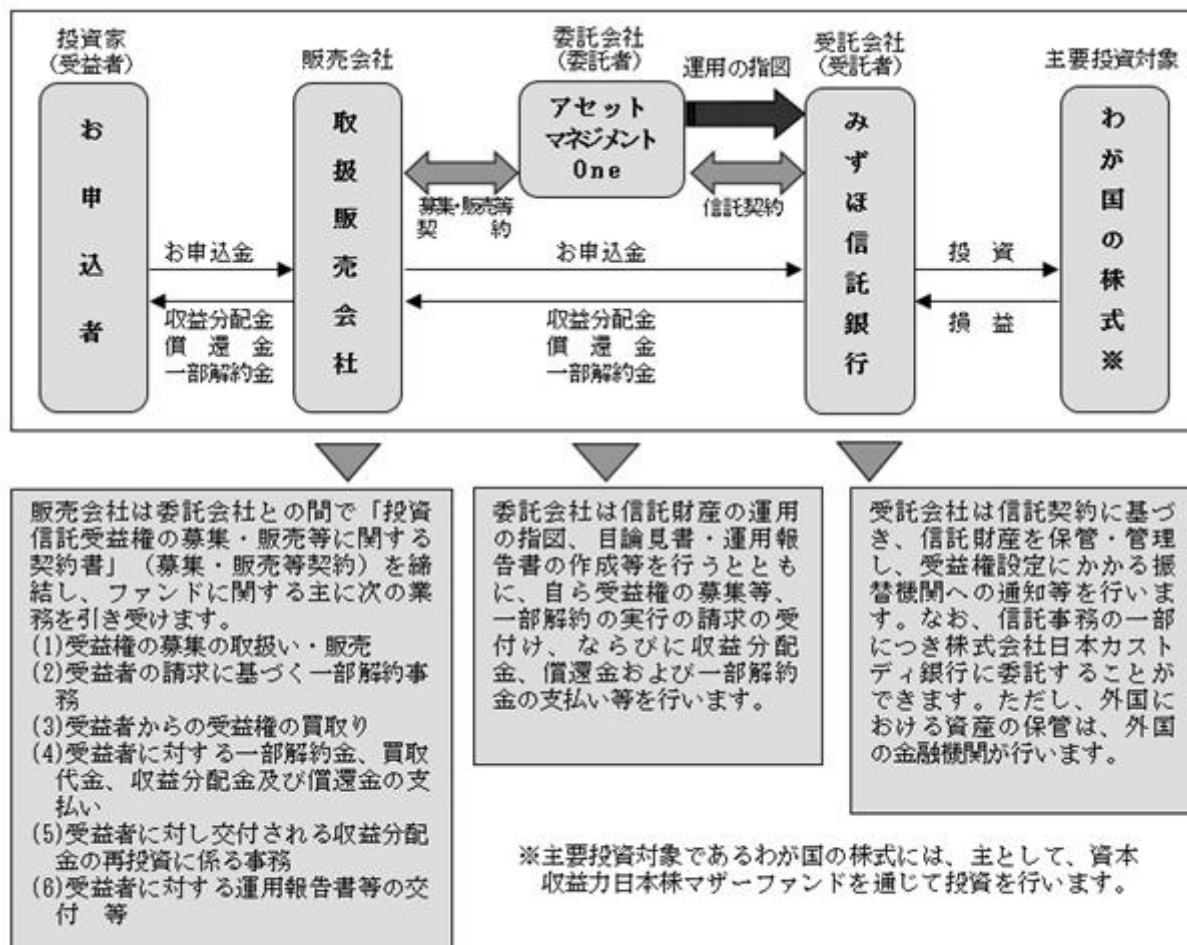 投資家
(受益者)
販売会社
委託会社
(委託者)
運用の指図
受託会社
(受託者)
主要投資対象
お申込者
取扱販売会社
アセット
マネジメント
One
みずほ信託銀行
わが国の株式※
募集・販売等
契　　約
信託契約
お申込金
お申込金
投　資
収益分配金
償　還　金
一部解約金
収益分配金
償　還　金
一部解約金
損　益
販売会社は委託会社との間で「投資
信託受益権の募集・販売等に関する
契約書」（募集・販売等契約）を締
結し、ファンドに関する主に次の業
務を引き受けます。
(1)受益権の募集の取扱い・販売
(2)受益者の請求に基づく一部解約事
務
(3)受益者からの受益権の買取り
(4)受益者に対する一部解約金、買取
代金、収益分配金及び償還金の支
払い
(5)受益者に対し交付される収益分配
金の再投資に係る事務
(6)受益者に対する運用報告書等の交
付　等
委託会社は信託財産の運用
の指図、目論見書・運用報
告書の作成等を行うととも
に、自ら受益権の募集等、
一部解約の実行の請求の受
付け、ならびに収益分配
金、償還金および一部解約
金の支払い等を行います。
受託会社は信託契約に基づ
き、信託財産を保管・管理
し、受益権設定にかかる振
替機関への通知等を行いま
す。なお、信託事務の一部
につき株式会社日本カスト
ディ銀行に委託することが
できます。ただし、外国に
おける資産の保管は、外国
の金融機関が行います。
※主要投資対象であるわが国の株式には、主として、資本
収益力日本株マザーファンドを通じて投資を行います。